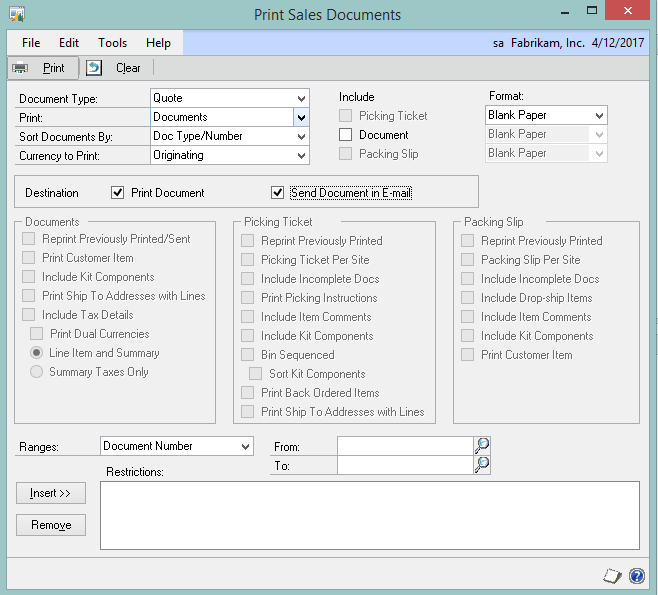 Print Sales Documents
File Edit Tools Help sa Fabrikam, Inc. 4/12/2017
Print Clear
Document Type: Quote
Print: Documents
Sort Documents By: Doc Type/Number
Currency to Print: Originating
Include
Picking Ticket
Document
Packing Slip
Format:
Blank Paper
Blank Paper
Blank Paper
Destination Print Document Send Document in E-mail
Documents
Reprint Previously Printed/Sent
Print Customer Item
Include Kit Components
Print Ship To Addresses with Lines
Include Tax Details
Print Dual Currencies
Line Item and Summary
Summary Taxes Only
Picking Ticket
Reprint Previously Printed
Picking Ticket Per Site
Include Incomplete Docs
Print Picking Instructions
Include Item Comments
Include Kit Components
Bin Sequenced
Sort Kit Components
Print Back Ordered Items
Print Ship To Addresses with Lines
Packing Slip
Reprint Previously Printed
Packing Slip Per Site
Include Incomplete Docs
Include Drop-ship Items
Include Item Comments
Include Kit Components
Print Customer Item
Ranges: Document Number From:
To:
Restrictions:
Insert >>
Remove